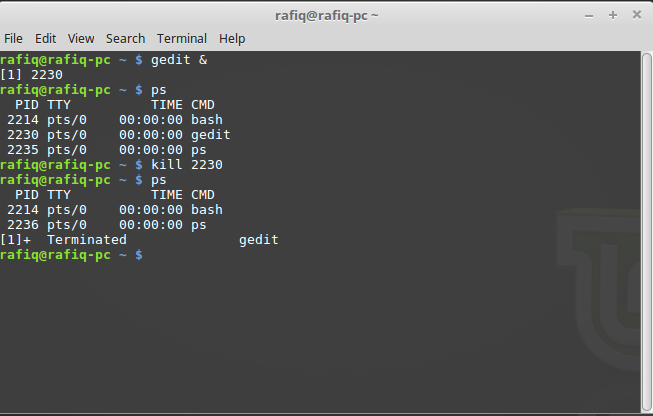 rafiq@rafiq-pc ~
File Edit View Search Terminal Help
rafiq@rafiq-pc ~ $ gedit &
[1] 2230
rafiq@rafiq-pc ~ $ ps
  PID TTY          TIME CMD
 2214 pts/0    00:00:00 bash
 2230 pts/0    00:00:00 gedit
 2235 pts/0    00:00:00 ps
rafiq@rafiq-pc ~ $ kill 2230
rafiq@rafiq-pc ~ $ ps
  PID TTY          TIME CMD
 2214 pts/0    00:00:00 bash
 2236 pts/0    00:00:00 ps
[1]+  Terminated              gedit
rafiq@rafiq-pc ~ $